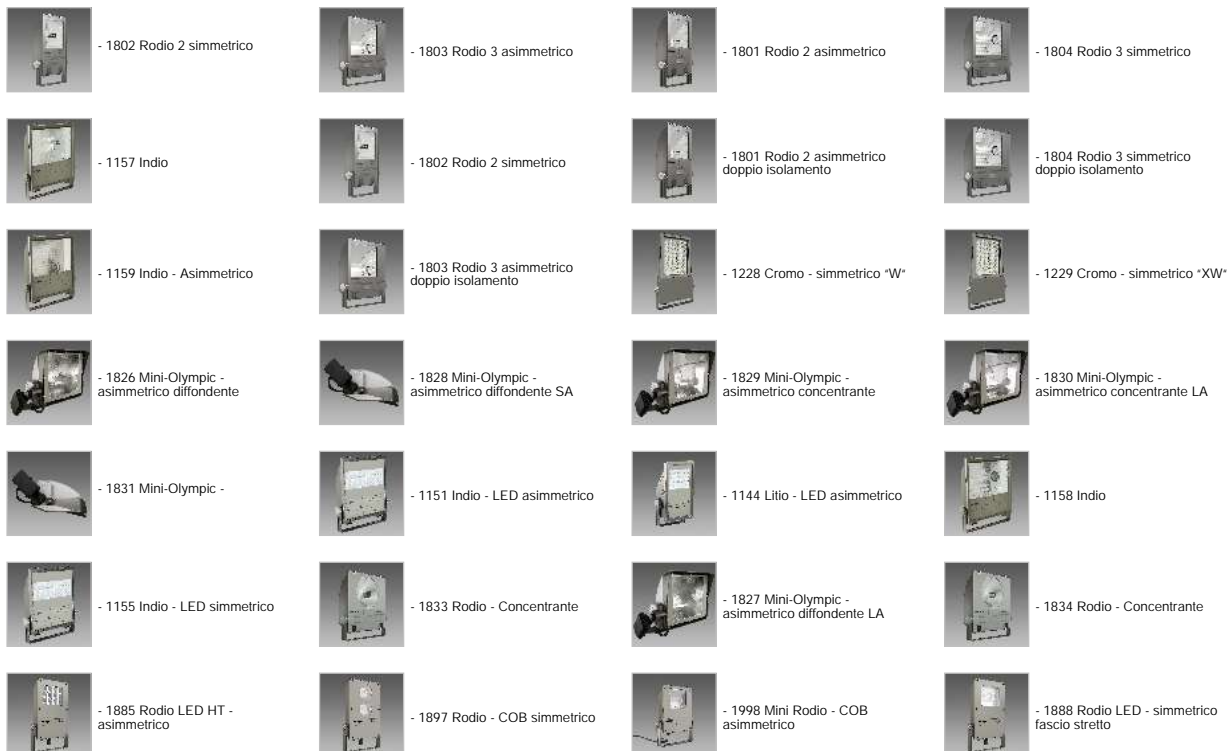 - 1802 Rodio 2 simmetrico
- 1803 Rodio 3 asimmetrico
- 1801 Rodio 2 asimmetrico
- 1804 Rodio 3 simmetrico
- 1157 Indio
- 1802 Rodio 2 simmetrico
- 1801 Rodio 2 asimmetrico
doppio isolamento
- 1804 Rodio 3 simmetrico
doppio isolamento
- 1159 Indio - Asimmetrico
- 1803 Rodio 3 asimmetrico
doppio isolamento
- 1228 Cromo - simmetrico "W"
- 1229 Cromo - simmetrico "XW"
- 1826 Mini-Olympic -
asimmetrico diffondente
- 1828 Mini-Olympic -
asimmetrico diffondente SA
- 1829 Mini-Olympic -
asimmetrico concentrante
- 1830 Mini-Olympic -
asimmetrico concentrante LA
- 1831 Mini-Olympic -
- 1151 Indio - LED asimmetrico
- 1144 Litio - LED asimmetrico
- 1158 Indio
- 1155 Indio - LED simmetrico
- 1833 Rodio - Concentrante
- 1827 Mini-Olympic -
asimmetrico diffondente LA
- 1834 Rodio - Concentrante
- 1885 Rodio LED HT -
asimmetrico
- 1897 Rodio - COB simmetrico
- 1998 Mini Rodio - COB
asimmetrico
- 1888 Rodio LED - simmetrico
fascio stretto